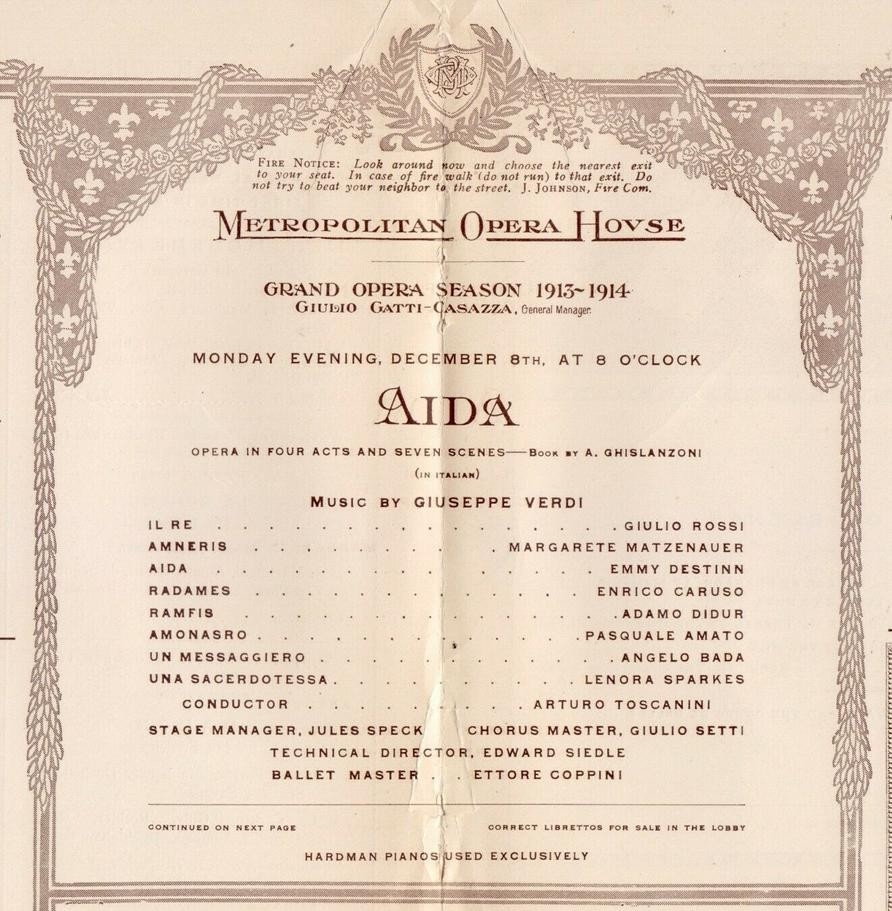 FIRE NOTICE: Look around now and choose the nearest exit
to your seat. In case of fire walk (do not run) to that exit. Do
not try to beat your neighbor to the street. J. JOHNSON, Fire Com.
METROPOLITAN OPERA HOVSE
GRAND OPERA SEASON 1913~1914
GIULIO GATTI-CASAZZA, General Manager.
MONDAY EVENING, DECEMBER 8TH, AT 8 O'CLOCK
AIDA
OPERA IN FOUR ACTS AND SEVEN SCENES—BOOK BY A. GHISLANZONI
(IN ITALIAN)
MUSIC BY GIUSEPPE VERDI
IL RE . . . . . . . . . . . . . . . . . GIULIO ROSSI
AMNERIS . . . . . . . . . . MARGARETE MATZENAUER
AIDA . . . . . . . . . . . . . . . . . EMMY DESTINN
RADAMES . . . . . . . . . . . . . . ENRICO CARUSO
RAMFIS . . . . . . . . . . . . . . . . ADAMO DIDUR
AMONASRO . . . . . . . . . . . . . PASQUALE AMATO
UN MESSAGGIERO . . . . . . . . . . . . ANGELO BADA
UNA SACERDOTESSA . . . . . . . . . LENORA SPARKES
CONDUCTOR . . . . . . . . ARTURO TOSCANINI
STAGE MANAGER, JULES SPECK CHORUS MASTER, GIULIO SETTI
TECHNICAL DIRECTOR, EDWARD SIEDLE
BALLET MASTER . . ETTORE COPPINI
CONTINUED ON NEXT PAGE CORRECT LIBRETTOS FOR SALE IN THE LOBBY
HARDMAN PIANOS USED EXCLUSIVELY